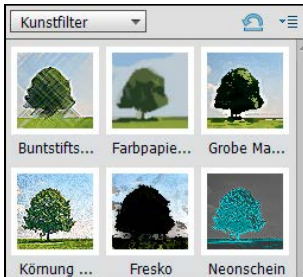 Kunstfilter
Buntstifts... Farbpapie... Grobe Ma...
Körnung ... Fresko Neonschein